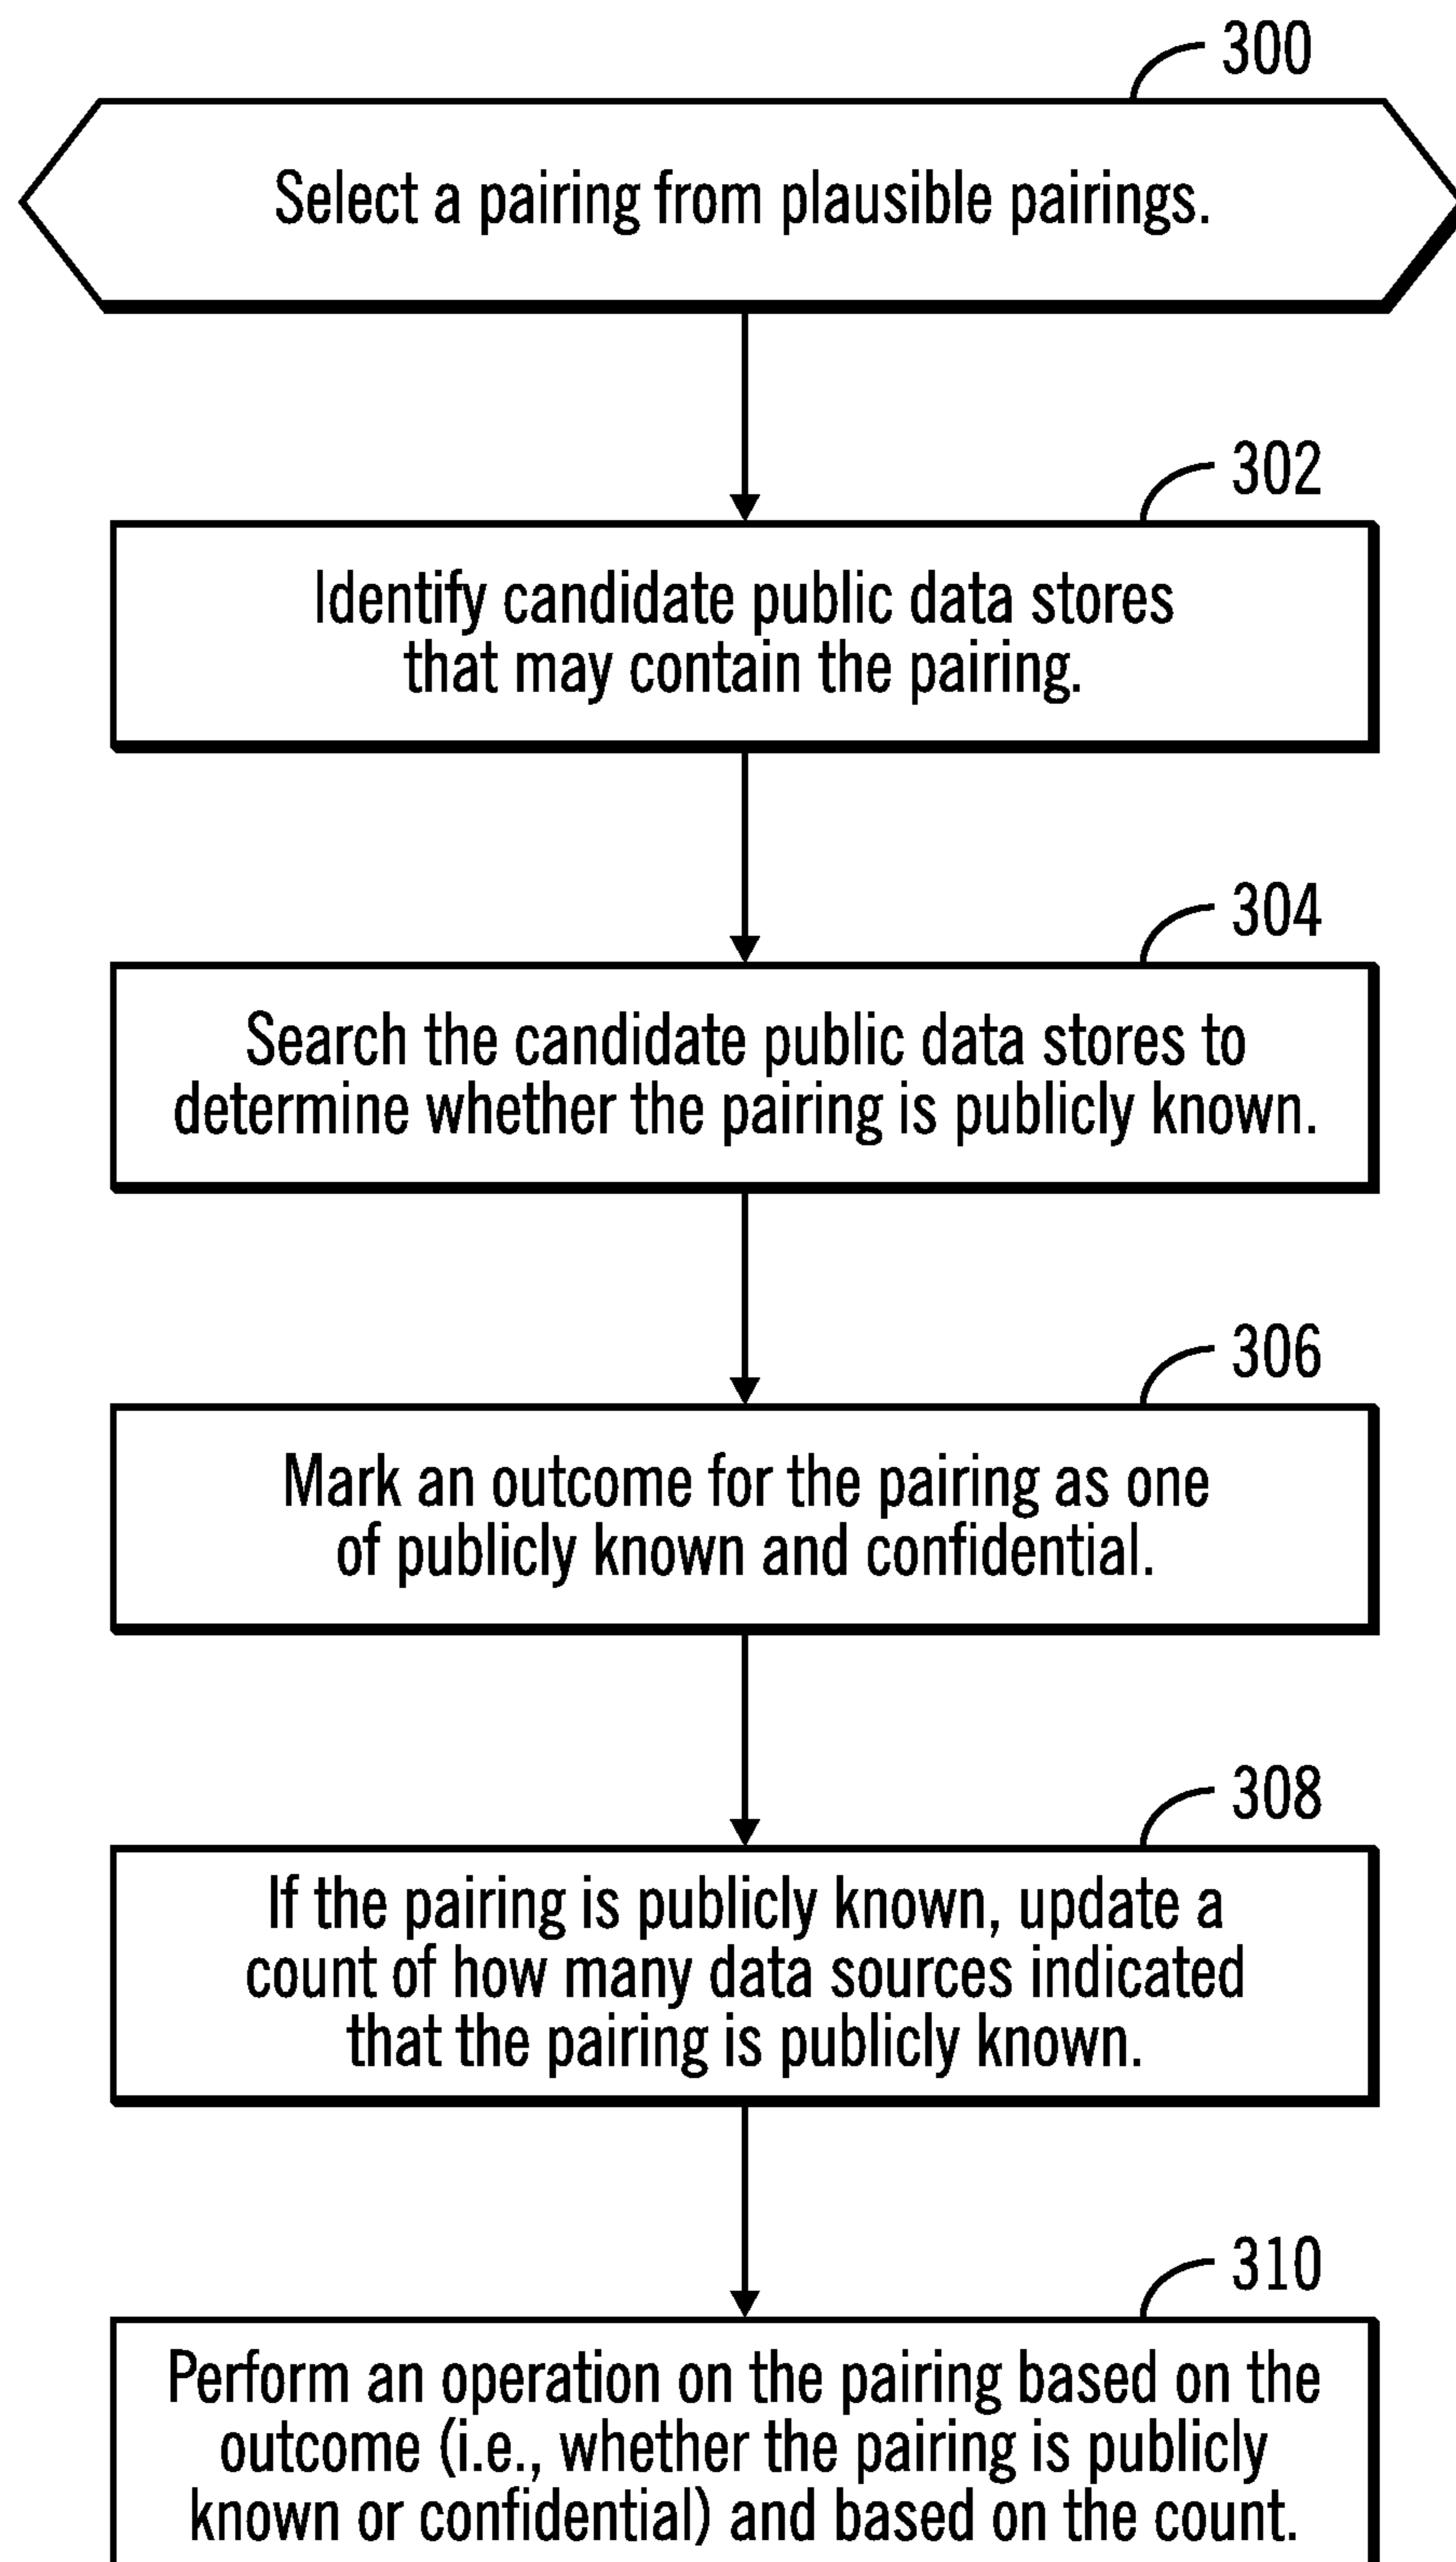 300
Select a pairing from plausible pairings.
302
Identify candidate public data stores
that may contain the pairing.
304
Search the candidate public data stores to
determine whether the pairing is publicly known.
306
Mark an outcome for the pairing as one
of publicly known and confidential.
308
If the pairing is publicly known, update a
count of how many data sources indicated
that the pairing is publicly known.
310
Perform an operation on the pairing based on the
outcome (i.e., whether the pairing is publicly
known or confidential) and based on the count.